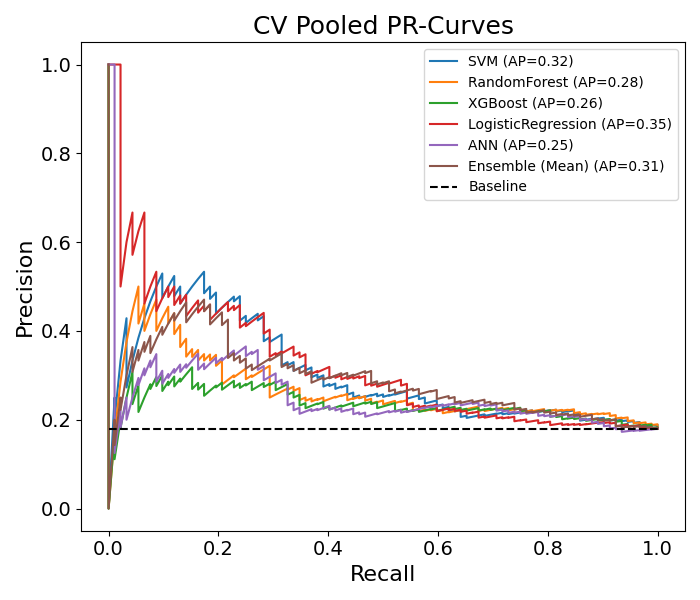 CV Pooled PR-Curves
SVM (AP=0.32)
RandomForest (AP=0.28)
XGBoost (AP=0.26)
LogisticRegression (AP=0.35)
ANN (AP=0.25)
Ensemble (Mean) (AP=0.31)
Baseline
Precision
1.0
0.8
0.6
0.4
0.2
0.0
0.0 0.2 0.4 0.6 0.8 1.0
Recall